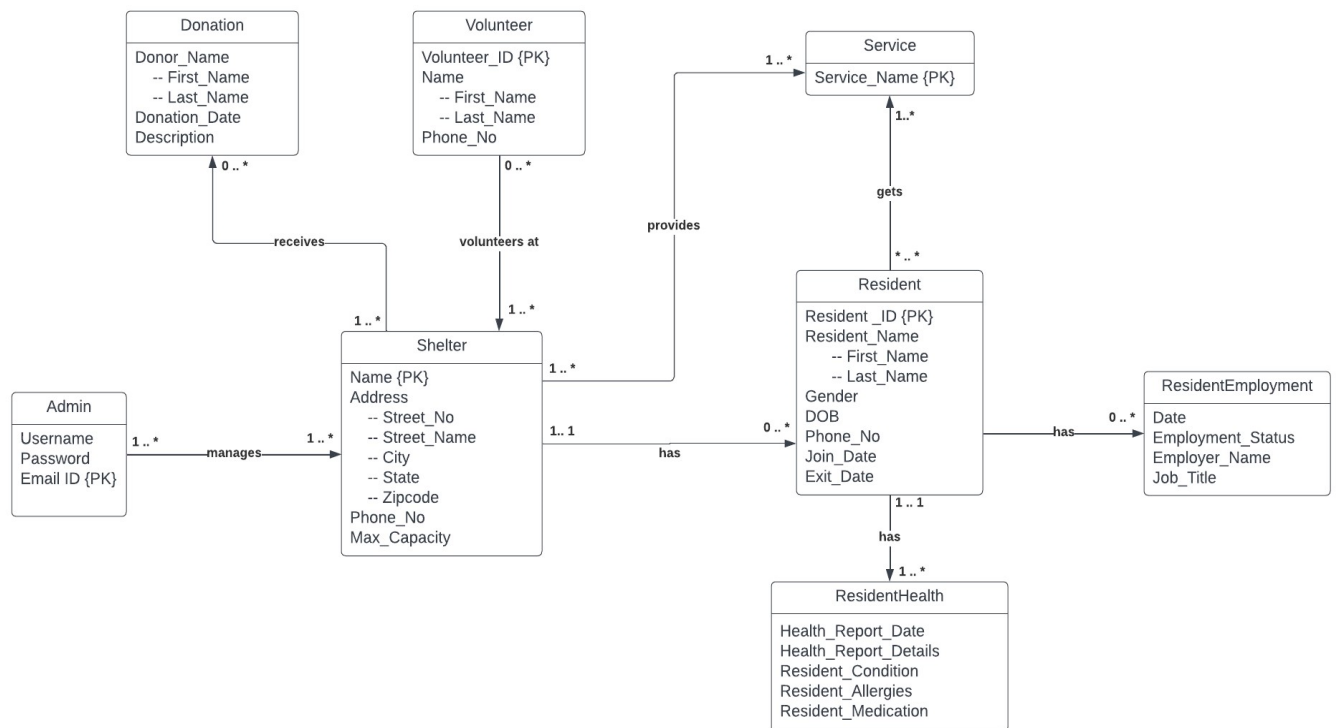 Donation
Donor_Name
-- First_Name
-- Last_Name
Donation_Date
Description
0 .. *
receives
1 .. *
Volunteer
Volunteer_ID {PK}
Name
-- First_Name
-- Last_Name
Phone_No
0 .. *
volunteers at
1 .. *
Service
Service_Name {PK}
1 .. *
provides
1 .. *
1..*
gets
* .. *
Admin
Username
Password
Email ID {PK}
1 .. *
manages
1 .. *
Shelter
Name {PK}
Address
-- Street_No
-- Street_Name
-- City
-- State
-- Zipcode
Phone_No
Max_Capacity
1.. 1
has
0 .. *
Resident
Resident _ID {PK}
Resident_Name
-- First_Name
-- Last_Name
Gender
DOB
Phone_No
Join_Date
Exit_Date
has
0 .. *
ResidentEmployment
Date
Employment_Status
Employer_Name
Job_Title
1 .. 1
has
1 .. *
ResidentHealth
Health_Report_Date
Health_Report_Details
Resident_Condition
Resident_Allergies
Resident_Medication